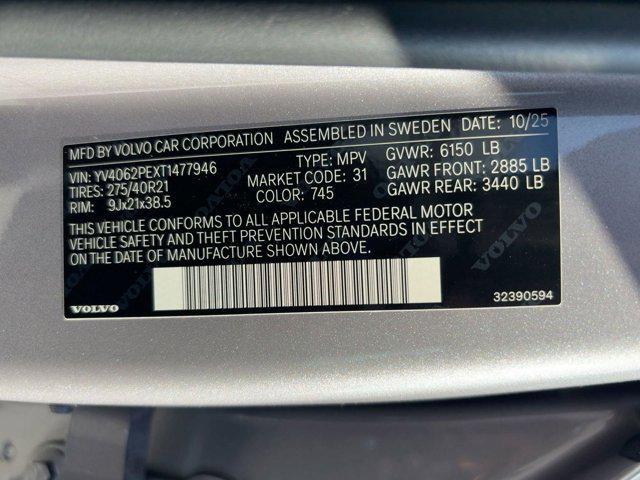 MFD BY VOLVO CAR CORPORATION ASSEMBLED IN SWEDEN DATE: 10/25
VIN: YV4062PEXT1477946 TYPE: MPV GVWR: 6150 LB
TIRES: 275/40R21 MARKET CODE: 31 GAWR FRONT: 2885 LB
RIM: 9Jx21x38.5 COLOR: 745 GAWR REAR: 3440 LB
THIS VEHICLE CONFORMS TO ALL APPLICABLE FEDERAL MOTOR
VEHICLE SAFETY AND THEFT PREVENTION STANDARDS IN EFFECT
ON THE DATE OF MANUFACTURE SHOWN ABOVE.
VOLVO 32390594